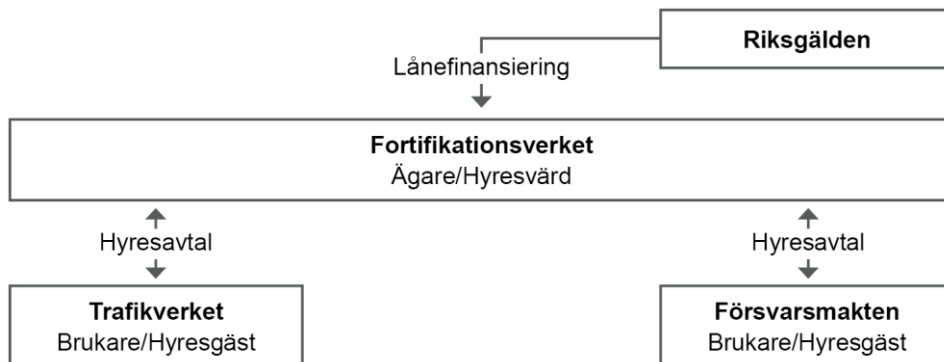 Riksgälden
Lånefinansiering
Fortifikationsverket
Ägare/Hyresvärd
Hyresavtal
Hyresavtal
Trafikverket
Brukare/Hyresgäst
Försvarsmakten
Brukare/Hyresgäst